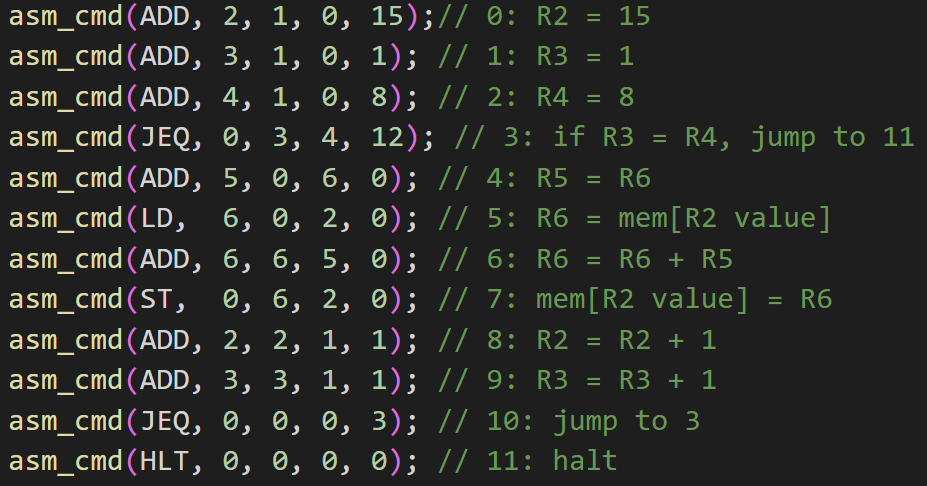 asm_cmd(ADD, 2, 1, 0, 15);// 0: R2 = 15
asm_cmd(ADD, 3, 1, 0, 1); // 1: R3 = 1
asm_cmd(ADD, 4, 1, 0, 8); // 2: R4 = 8
asm_cmd(JEQ, 0, 3, 4, 12); // 3: if R3 = R4, jump to 11
asm_cmd(ADD, 5, 0, 6, 0); // 4: R5 = R6
asm_cmd(LD,  6, 0, 2, 0); // 5: R6 = mem[R2 value]
asm_cmd(ADD, 6, 6, 5, 0); // 6: R6 = R6 + R5
asm_cmd(ST,  0, 6, 2, 0); // 7: mem[R2 value] = R6
asm_cmd(ADD, 2, 2, 1, 1); // 8: R2 = R2 + 1
asm_cmd(ADD, 3, 3, 1, 1); // 9: R3 = R3 + 1
asm_cmd(JEQ, 0, 0, 0, 3); // 10: jump to 3
asm_cmd(HLT, 0, 0, 0, 0); // 11: halt